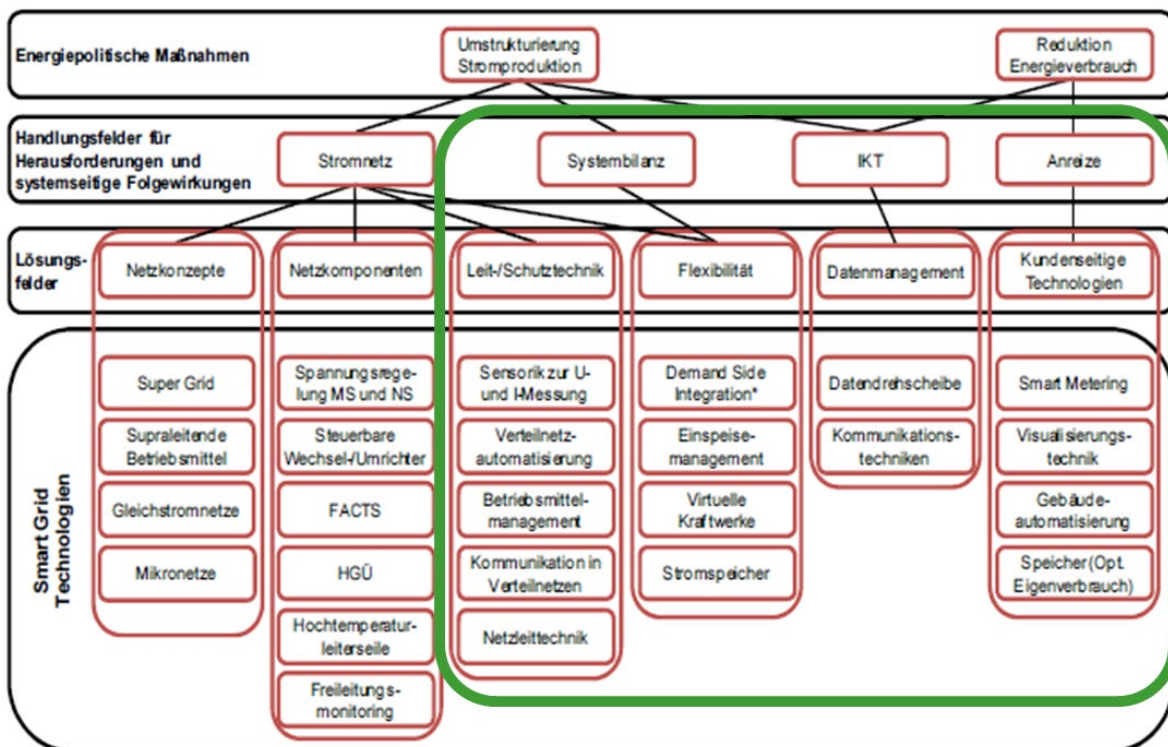 Energiepolitische Maßnahmen
Umstrukturierung
Stromproduktion
Reduktion
Energieverbrauch
Handlungsfelder für
Herausforderungen und
systemseitige Folgewirkungen
Stromnetz
Systembilanz
IKT
Anreize
Lösungs-
felder
Netzkonzepte
Netzkomponenten
Leit-/Schutztechnik
Flexibilität
Datenmanagement
Kundenseitige
Technologien
Smart Grid
Technologien
Super Grid
Supraleitende
Betriebsmittel
Gleichstromnetze
Mikronetze
Spannungsrege-
lung MS und NS
Steuerbare
Wechsel-/Umrichter
FACTS
HGÜ
Hochtemperatur-
leiterseile
Freileitungs-
monitoring
Sensorik zur U-
und I-Messung
Verteilnetz-
automatisierung
Betriebsmittel-
management
Kommunikation in
Verteilnetzen
Netzleittechnik
Demand Side
Integration*
Einspeise-
management
Virtuelle
Kraftwerke
Stromspeicher
Datendrehscheibe
Kommunikations-
techniken
Smart Metering
Visualisierungs-
technik
Gebäude-
automatisierung
Speicher (Opt.
Eigenverbrauch)